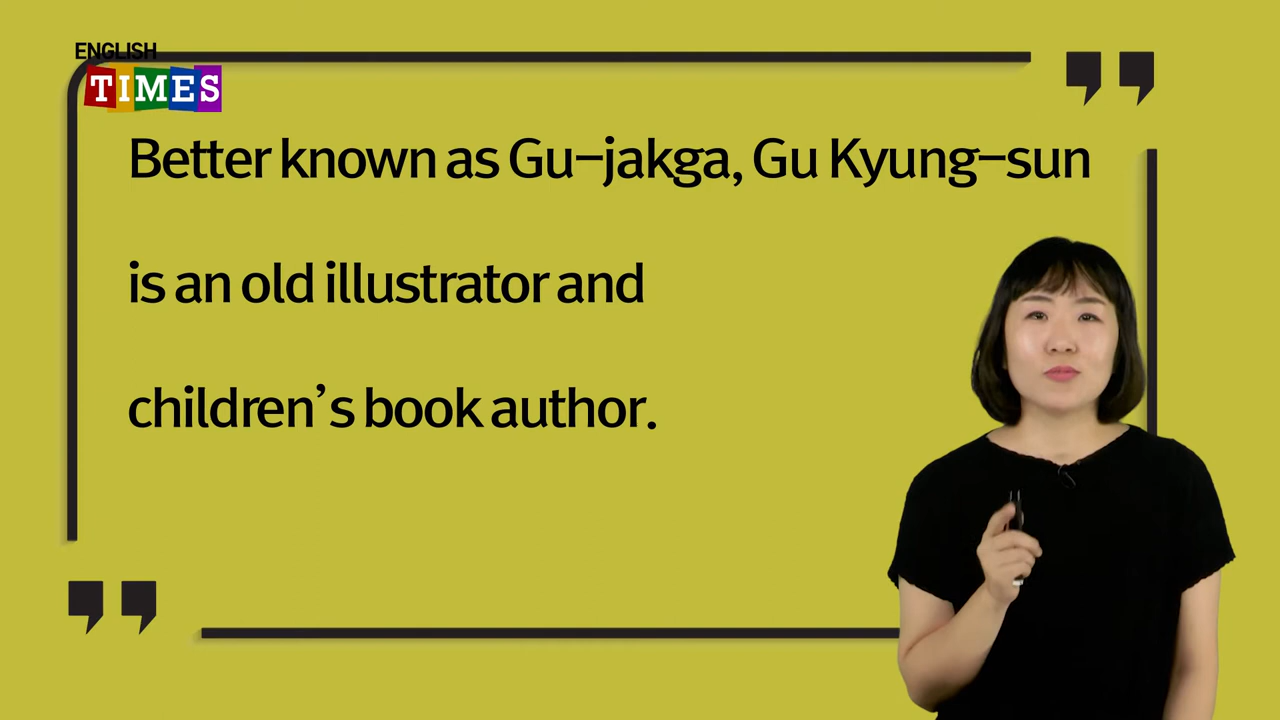 ENGLISH
TIMES
Better known as Gu-jakga, Gu Kyung-sun
is an old illustrator and
children's book author.